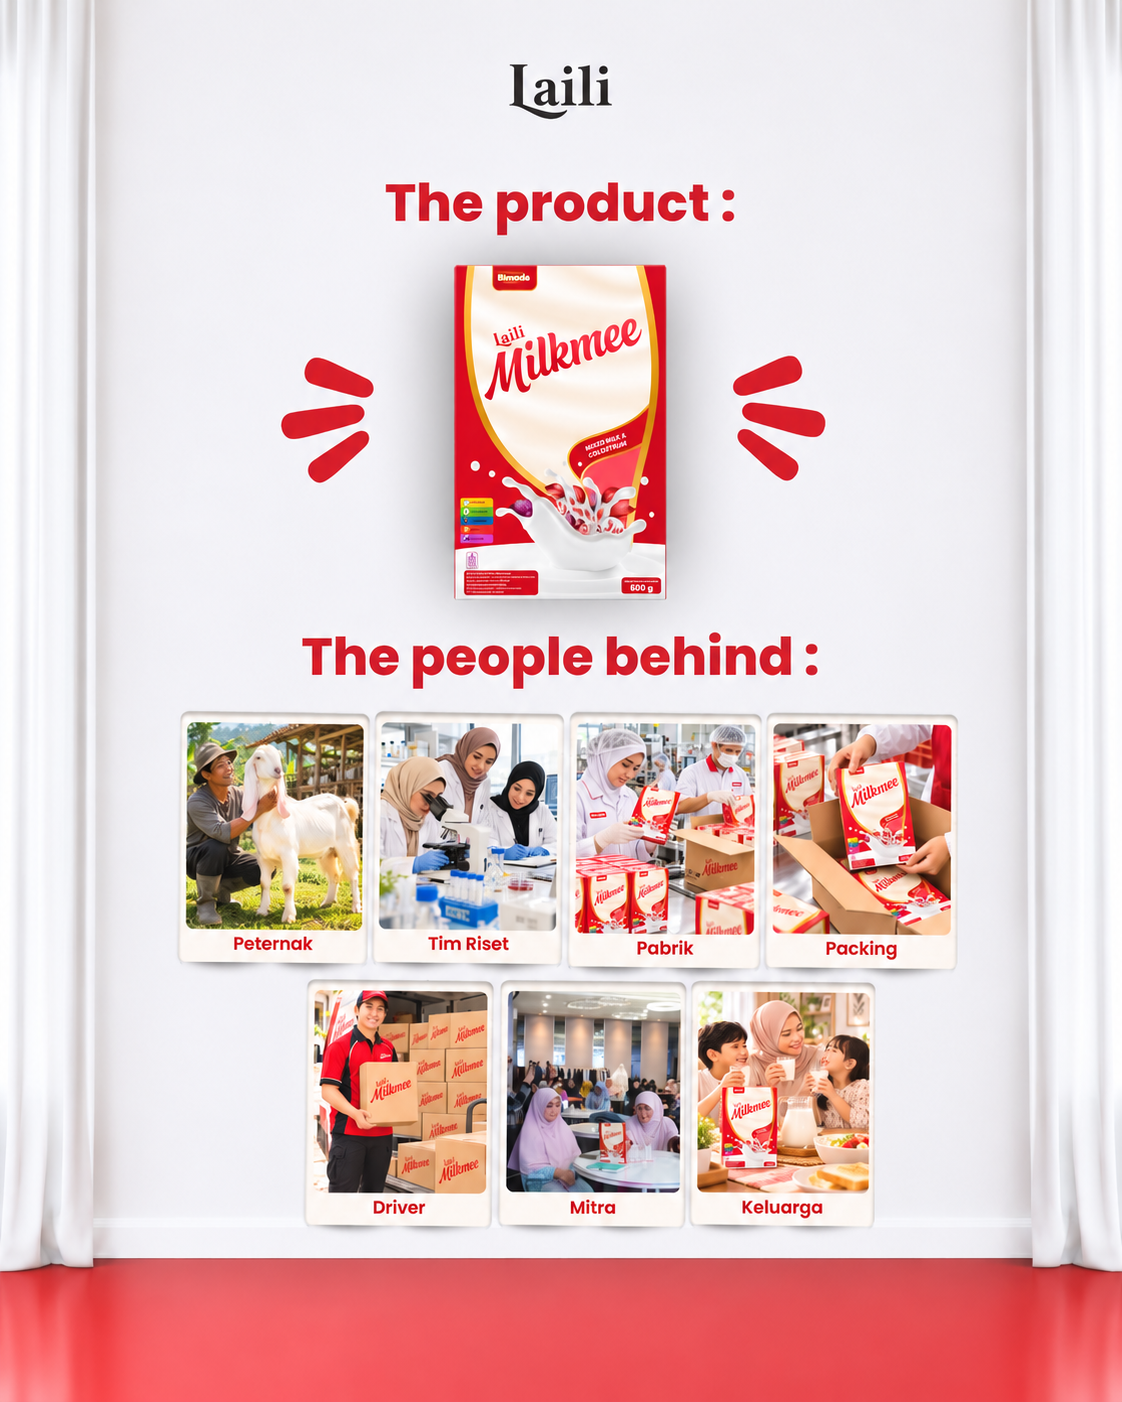 Laili
The product :
Bimada
Laili
Milkmee
MIXED MILK &
COLOSTRUM
600 g
The people behind :
Peternak
Tim Riset
Pabrik
Packing
Driver
Mitra
Keluarga